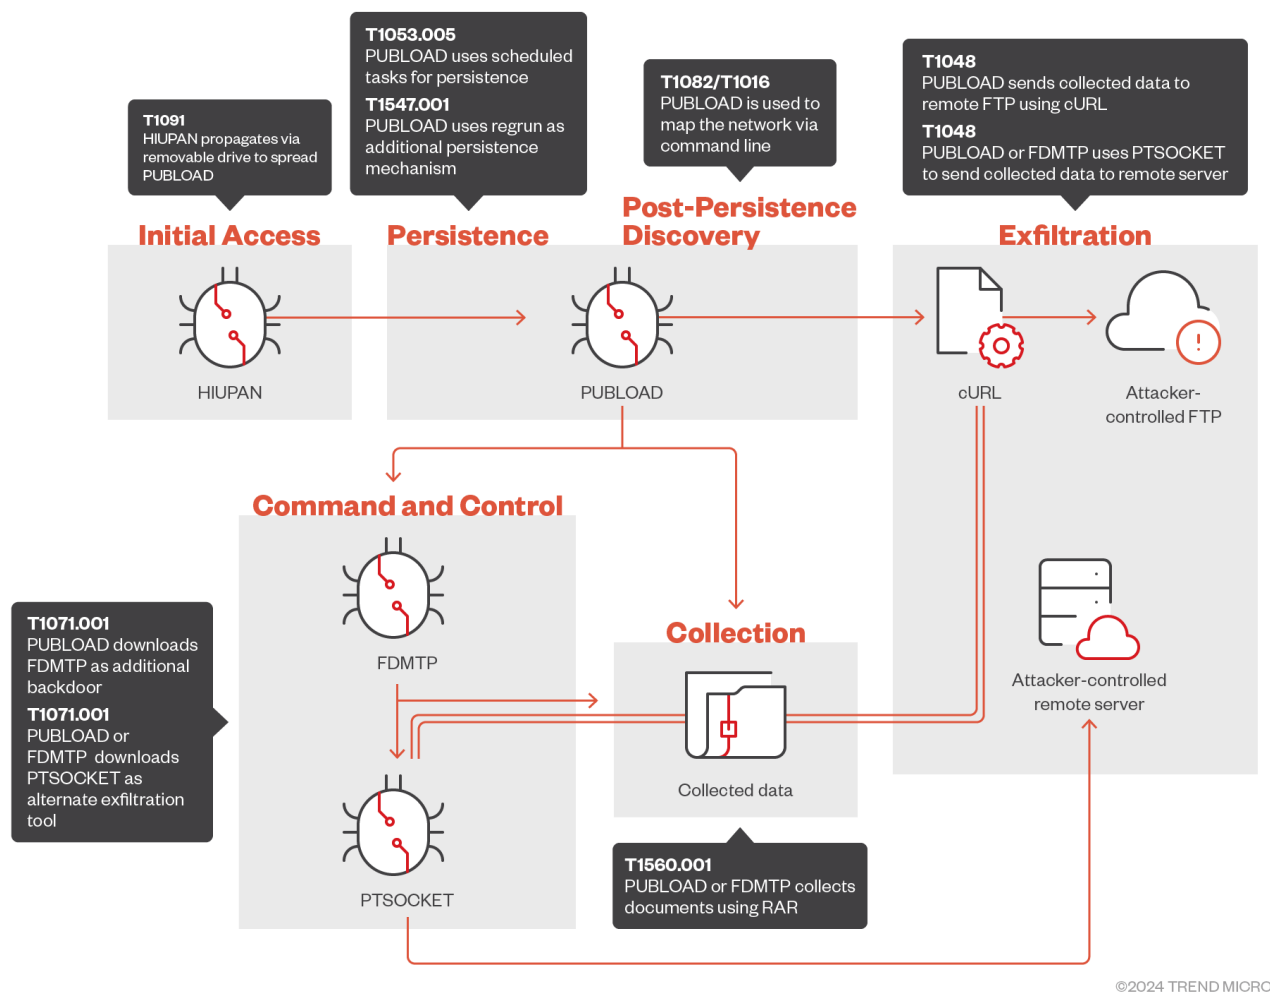 T1053.005
PUBLOAD uses scheduled
tasks for persistence
T1547.001
PUBLOAD uses regrun as
additional persistence
mechanism
T1048
PUBLOAD sends collected data to
remote FTP using cURL
T1048
PUBLOAD or FDMTP uses PTSOCKET
to send collected data to remote server
T1082/T1016
PUBLOAD is used to
map the network via
command line
T1091
HIUPAN propagates via
removable drive to spread
PUBLOAD
Initial Access
Persistence
Post-Persistence
Discovery
Exfiltration
HIUPAN
PUBLOAD
cURL
Attacker-
controlled FTP
Command and Control
FDMTP
T1071.001
PUBLOAD downloads
FDMTP as additional
backdoor
T1071.001
PUBLOAD or
FDMTP downloads
PTSOCKET as
alternate exfiltration
tool
Collection
Collected data
Attacker-controlled
remote server
PTSOCKET
T1560.001
PUBLOAD or FDMTP collects
documents using RAR
©2024 TREND MICRO